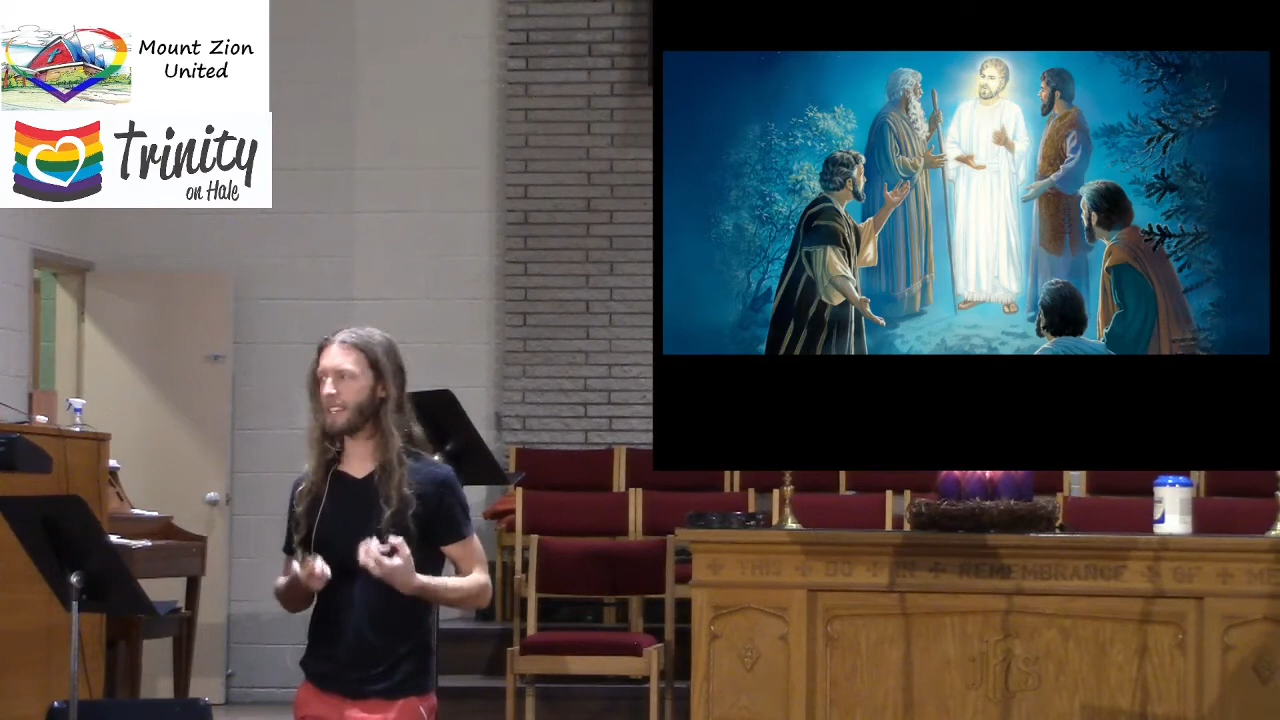 Mount Zion
United
Trinity
on Hale
THIS DO IN REMEMBRANCE OF ME